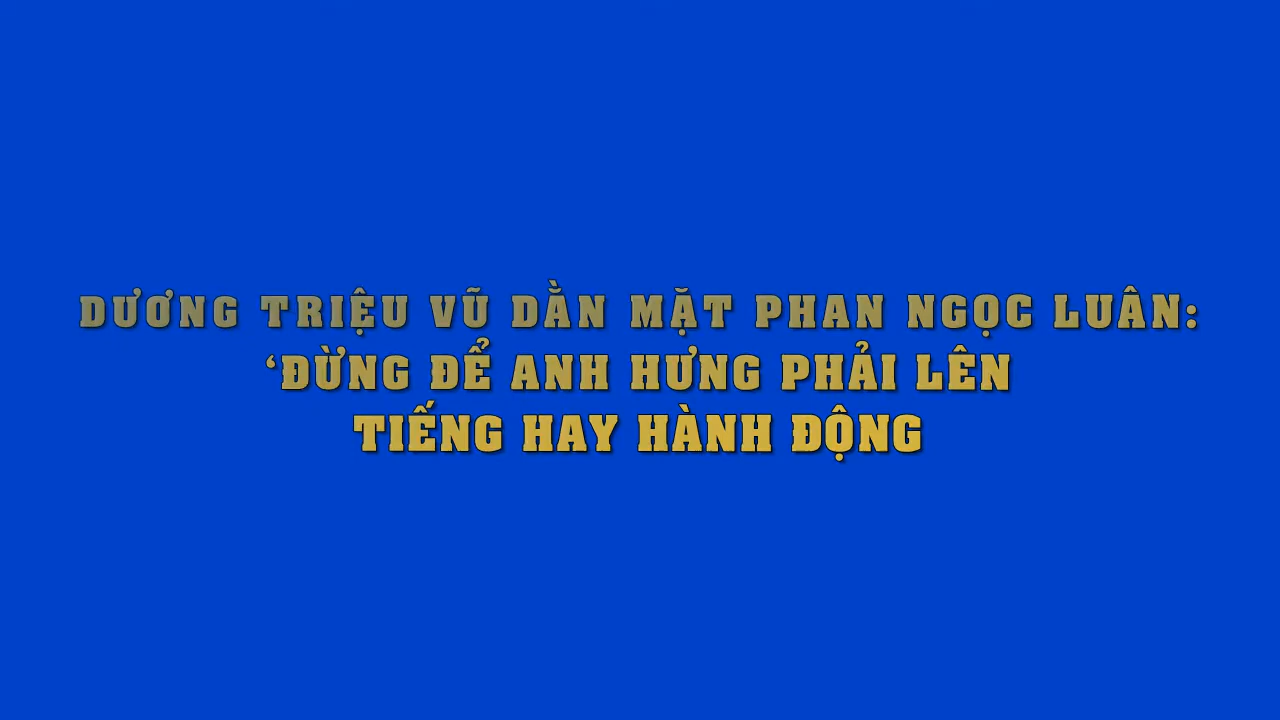 DƯƠNG TRIỆU VŨ DẰN MẶT PHAN NGỌC LUÂN:
‘ĐỪNG ĐỂ ANH HƯNG PHẢI LÊN
TIẾNG HAY HÀNH ĐỘNG